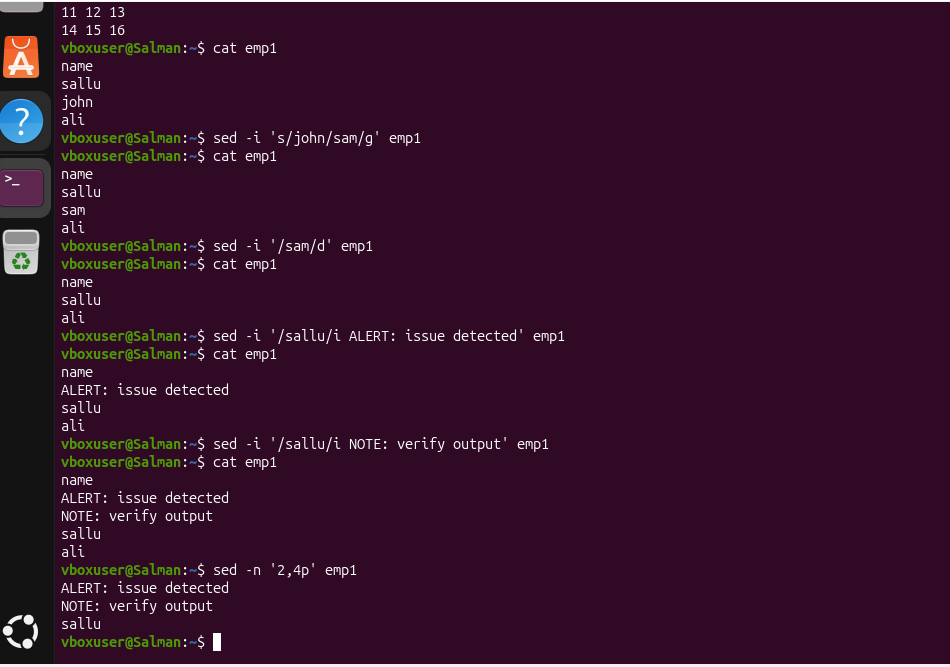 11 12 13
14 15 16
vboxuser@Salman:~$ cat emp1
name
sallu
john
ali
vboxuser@Salman:~$ sed -i 's/john/sam/g' emp1
vboxuser@Salman:~$ cat emp1
name
sallu
sam
ali
vboxuser@Salman:~$ sed -i '/sam/d' emp1
vboxuser@Salman:~$ cat emp1
name
sallu
ali
vboxuser@Salman:~$ sed -i '/sallu/i ALERT: issue detected' emp1
vboxuser@Salman:~$ cat emp1
name
ALERT: issue detected
sallu
ali
vboxuser@Salman:~$ sed -i '/sallu/i NOTE: verify output' emp1
vboxuser@Salman:~$ cat emp1
name
ALERT: issue detected
NOTE: verify output
sallu
ali
vboxuser@Salman:~$ sed -n '2,4p' emp1
ALERT: issue detected
NOTE: verify output
sallu
vboxuser@Salman:~$